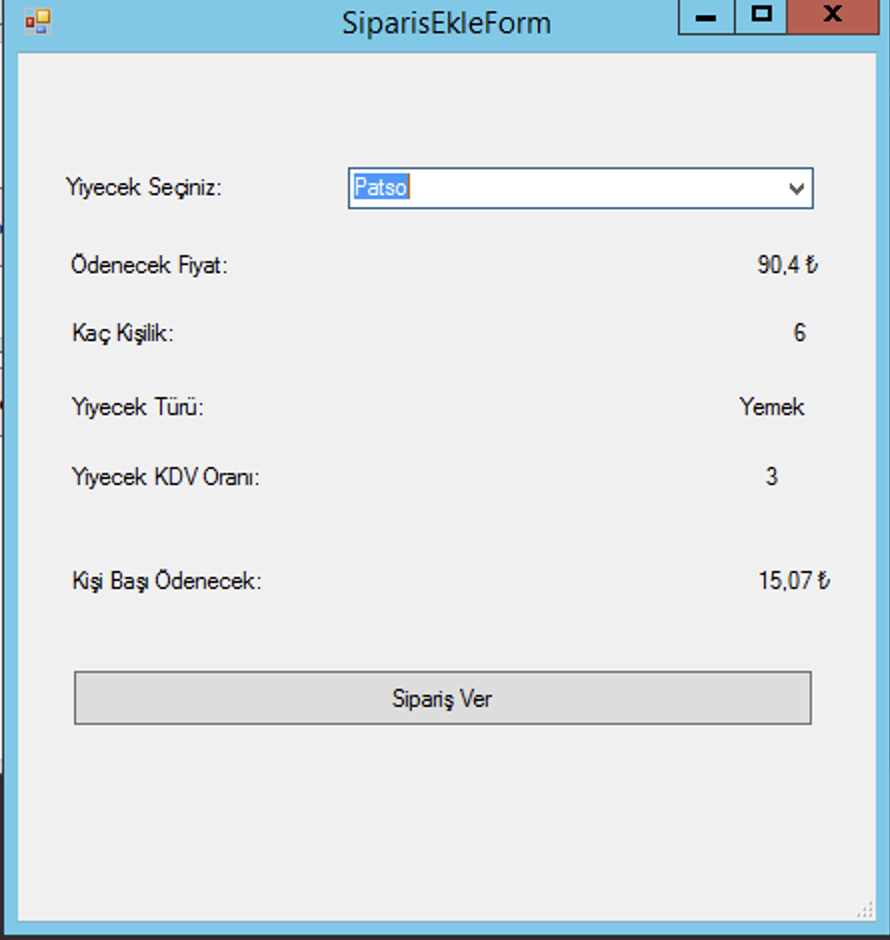 SiparisEkleForm
Yiyecek Seçiniz: Patso
Ödenecek Fiyat: 90,4 ₺
Kaç Kişilik: 6
Yiyecek Türü: Yemek
Yiyecek KDV Oranı: 3
Kişi Başı Ödenecek: 15,07 ₺
Sipariş Ver